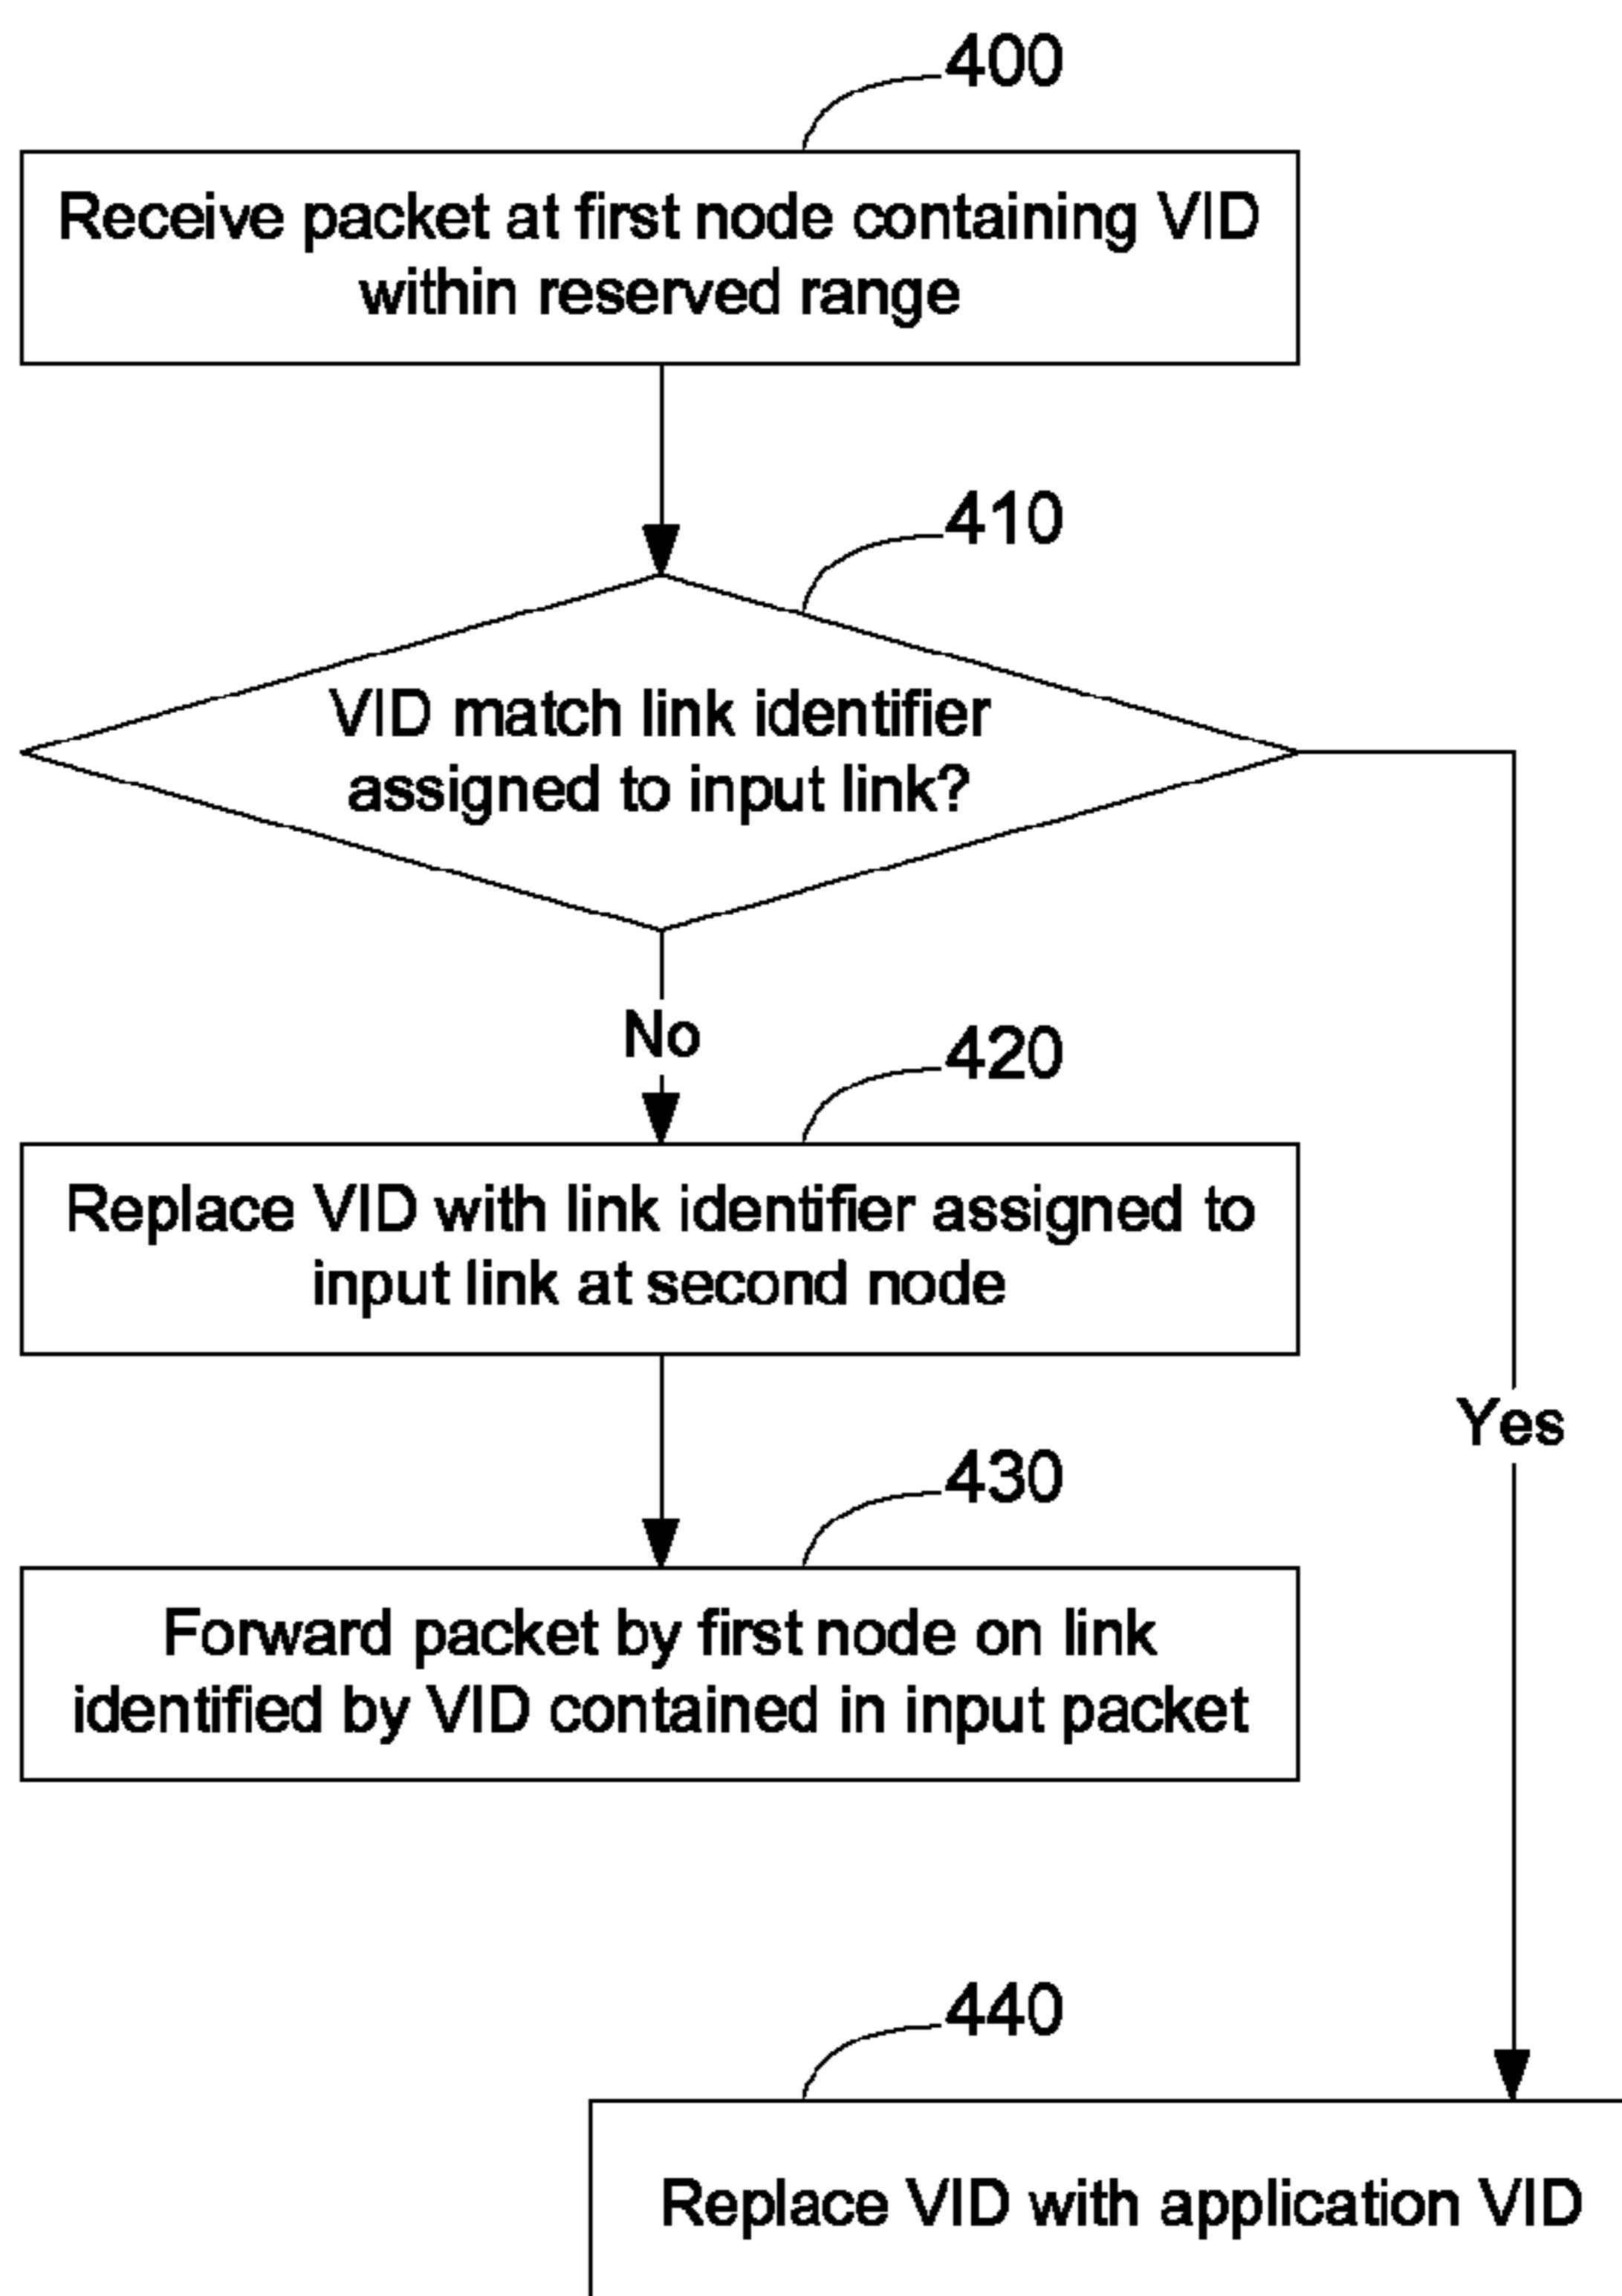 400
Receive packet at first node containing VID
within reserved range
410
VID match link identifier
assigned to input link?
No
420
Replace VID with link identifier assigned to
input link at second node
Yes
430
Forward packet by first node on link
identified by VID contained in input packet
440
Replace VID with application VID